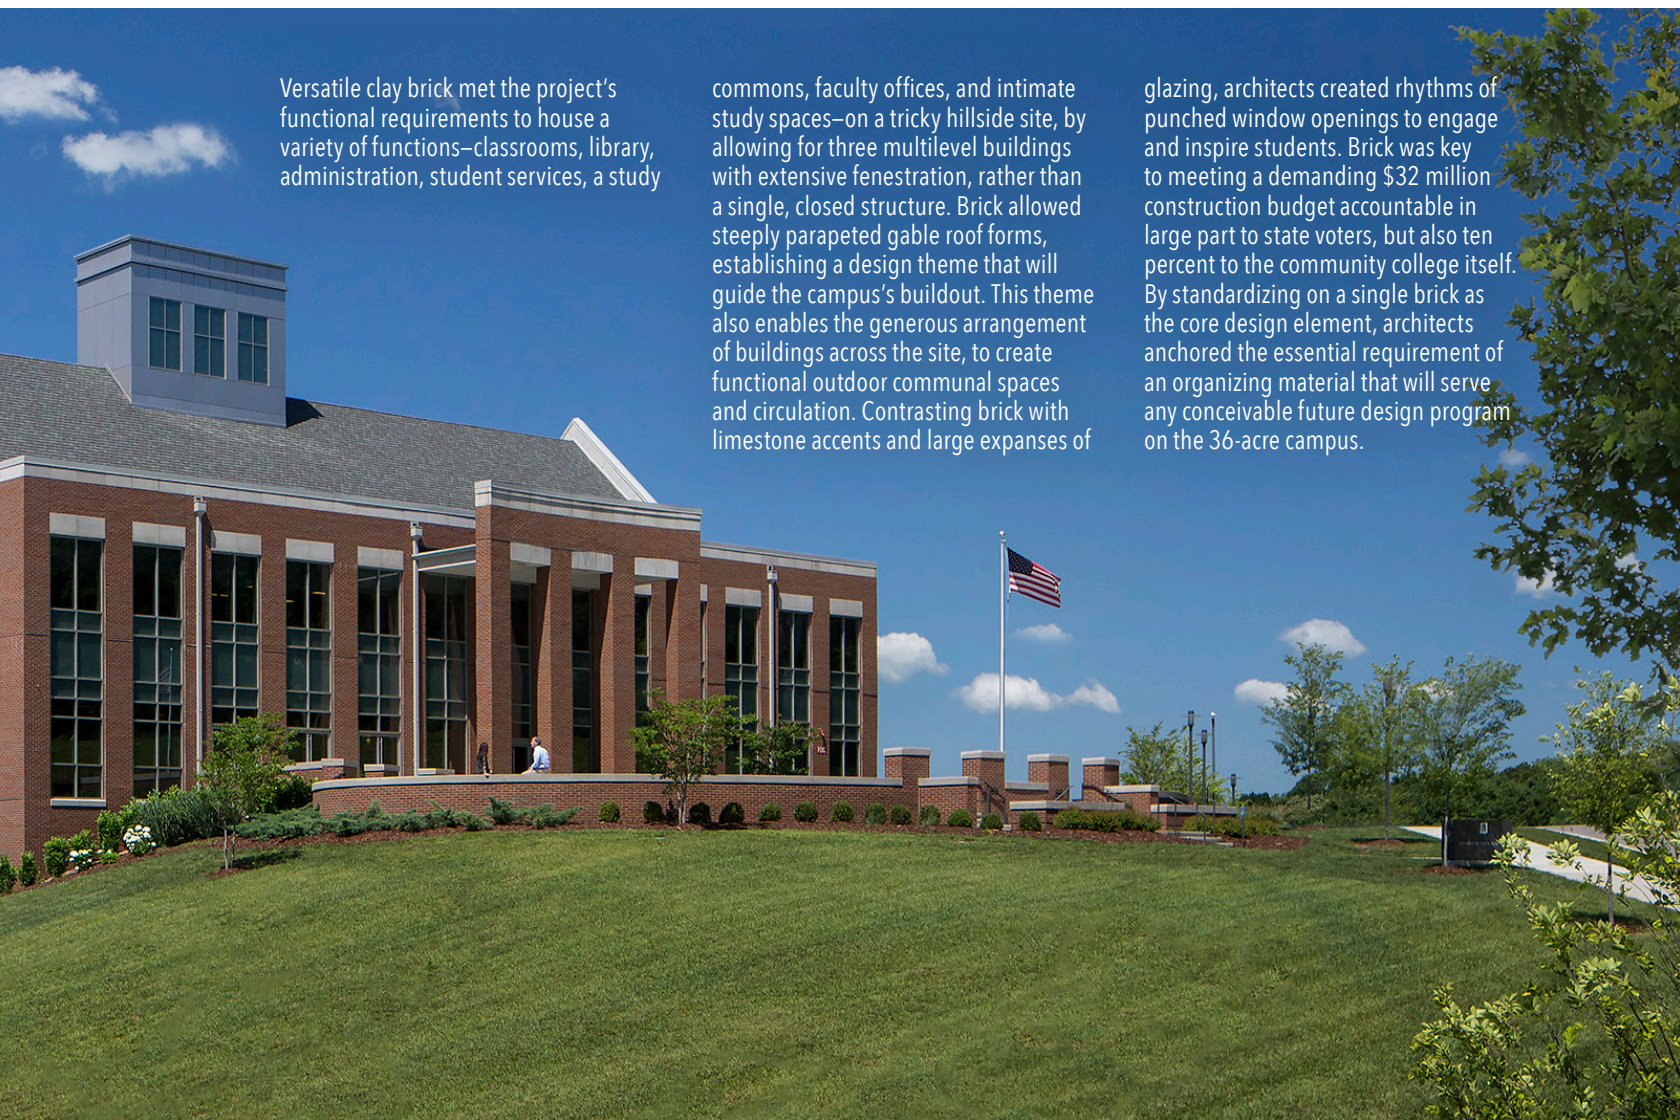 Versatile clay brick met the project’s
functional requirements to house a
variety of functions—classrooms, library,
administration, student services, a study
commons, faculty offices, and intimate
study spaces—on a tricky hillside site, by
allowing for three multilevel buildings
with extensive fenestration, rather than
a single, closed structure. Brick allowed
steeply parapeted gable roof forms,
establishing a design theme that will
guide the campus’s buildout. This theme
also enables the generous arrangement
of buildings across the site, to create
functional outdoor communal spaces
and circulation. Contrasting brick with
limestone accents and large expanses of
glazing, architects created rhythms of
punched window openings to engage
and inspire students. Brick was key
to meeting a demanding $32 million
construction budget accountable in
large part to state voters, but also ten
percent to the community college itself.
By standardizing on a single brick as
the core design element, architects
anchored the essential requirement of
an organizing material that will serve
any conceivable future design program
on the 36-acre campus.
FDC